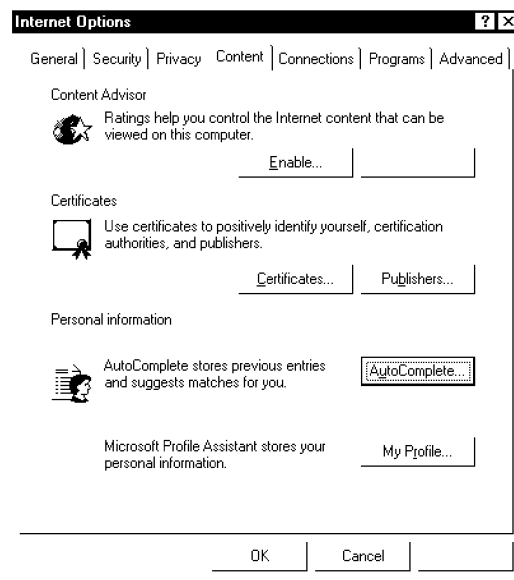 Internet Options ? X
General Security Privacy Content Connections Programs Advanced
Content Advisor
Ratings help you control the Internet content that can be
viewed on this computer.
Enable...
Certificates
Use certificates to positively identify yourself, certification
authorities, and publishers.
Certificates... Publishers...
Personal information
AutoComplete stores previous entries
and suggests matches for you.
AutoComplete...
Microsoft Profile Assistant stores your
personal information.
My Profile...
OK Cancel